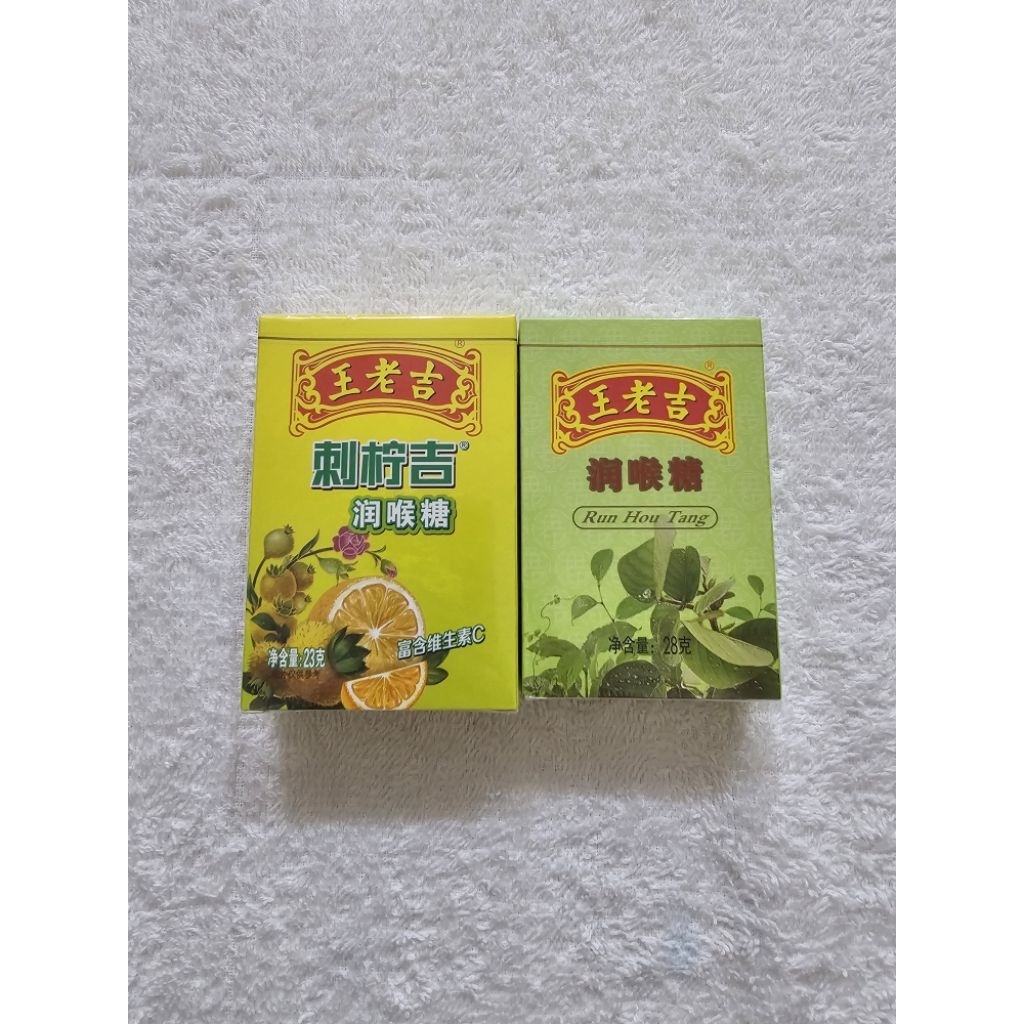 王老吉®
刺柠吉®
润喉糖
富含维生素C
净含量:23克
王老吉®
润喉糖
Run Hou Tang
净含量: 28克